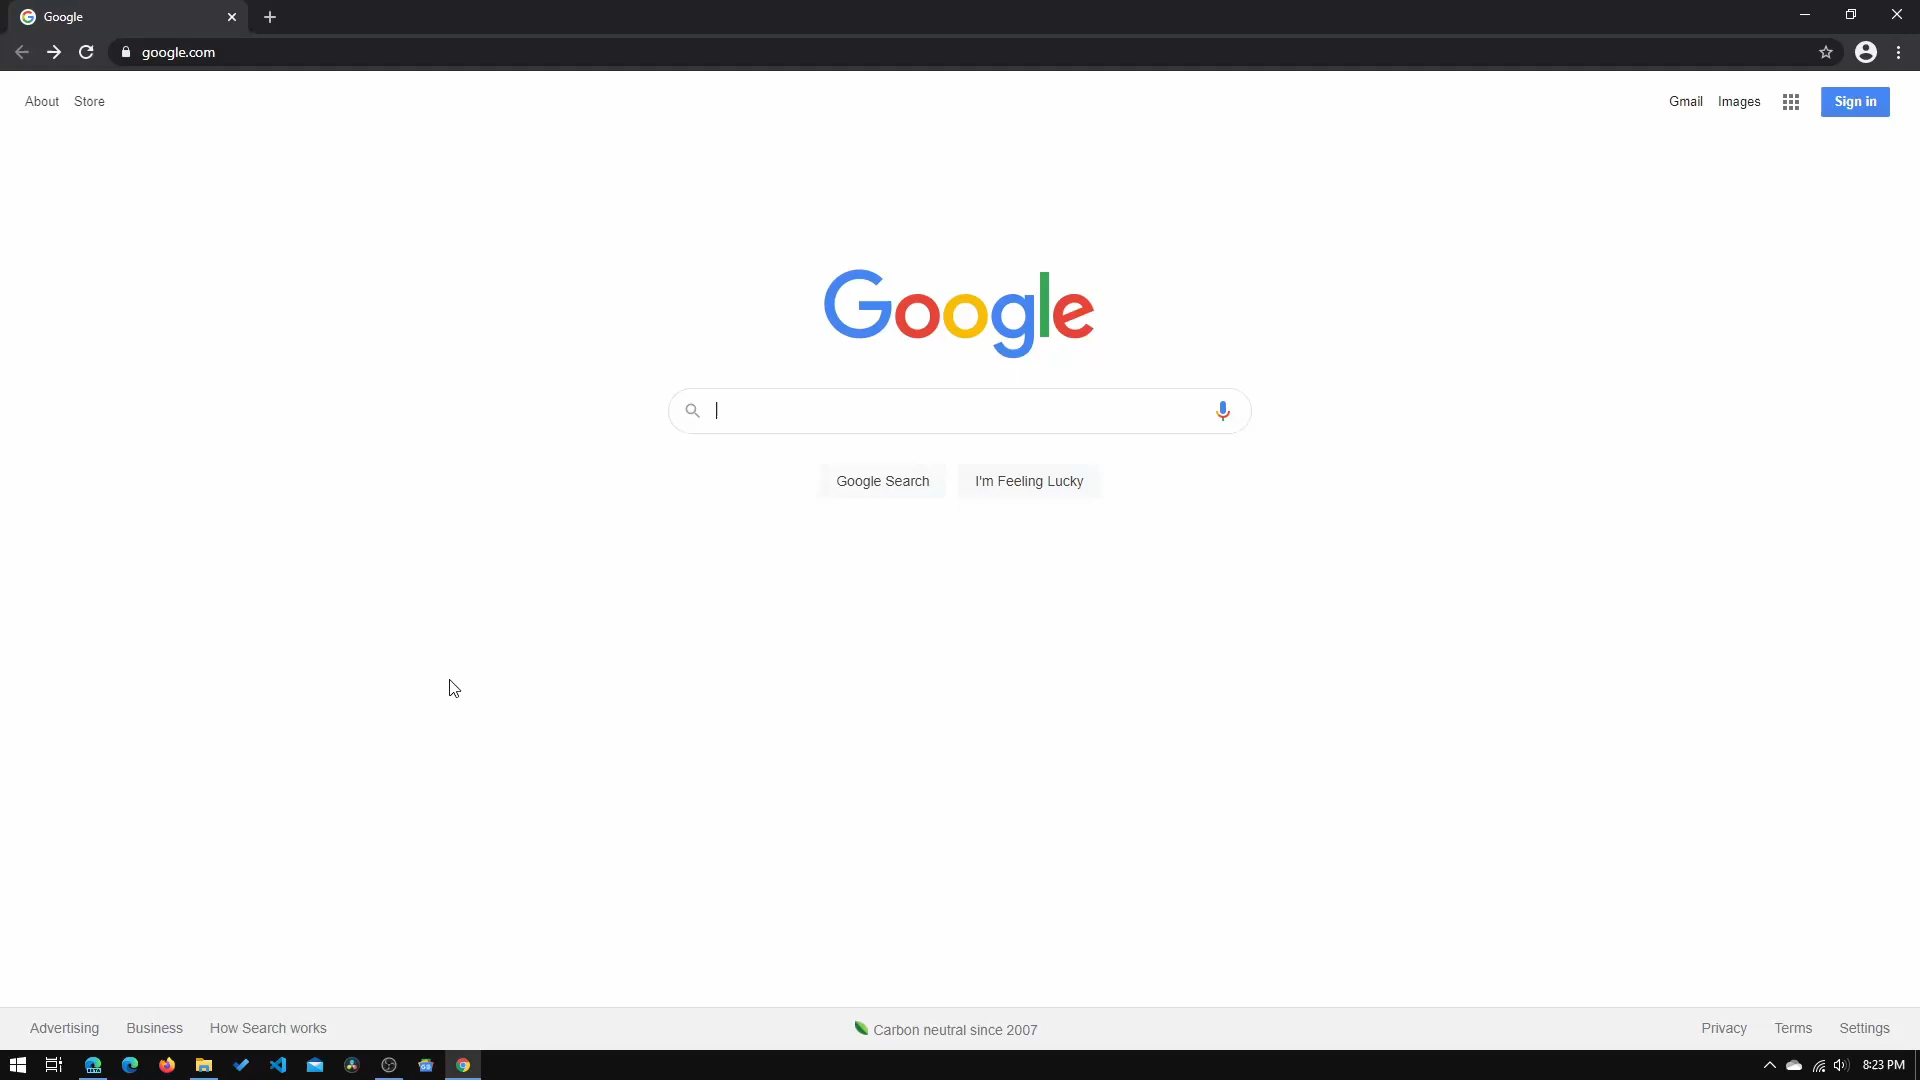 Google
google.com
About Store
Gmail Images Sign in
Google
Google Search I'm Feeling Lucky
Advertising Business How Search works
Carbon neutral since 2007
Privacy Terms Settings
8:23 PM